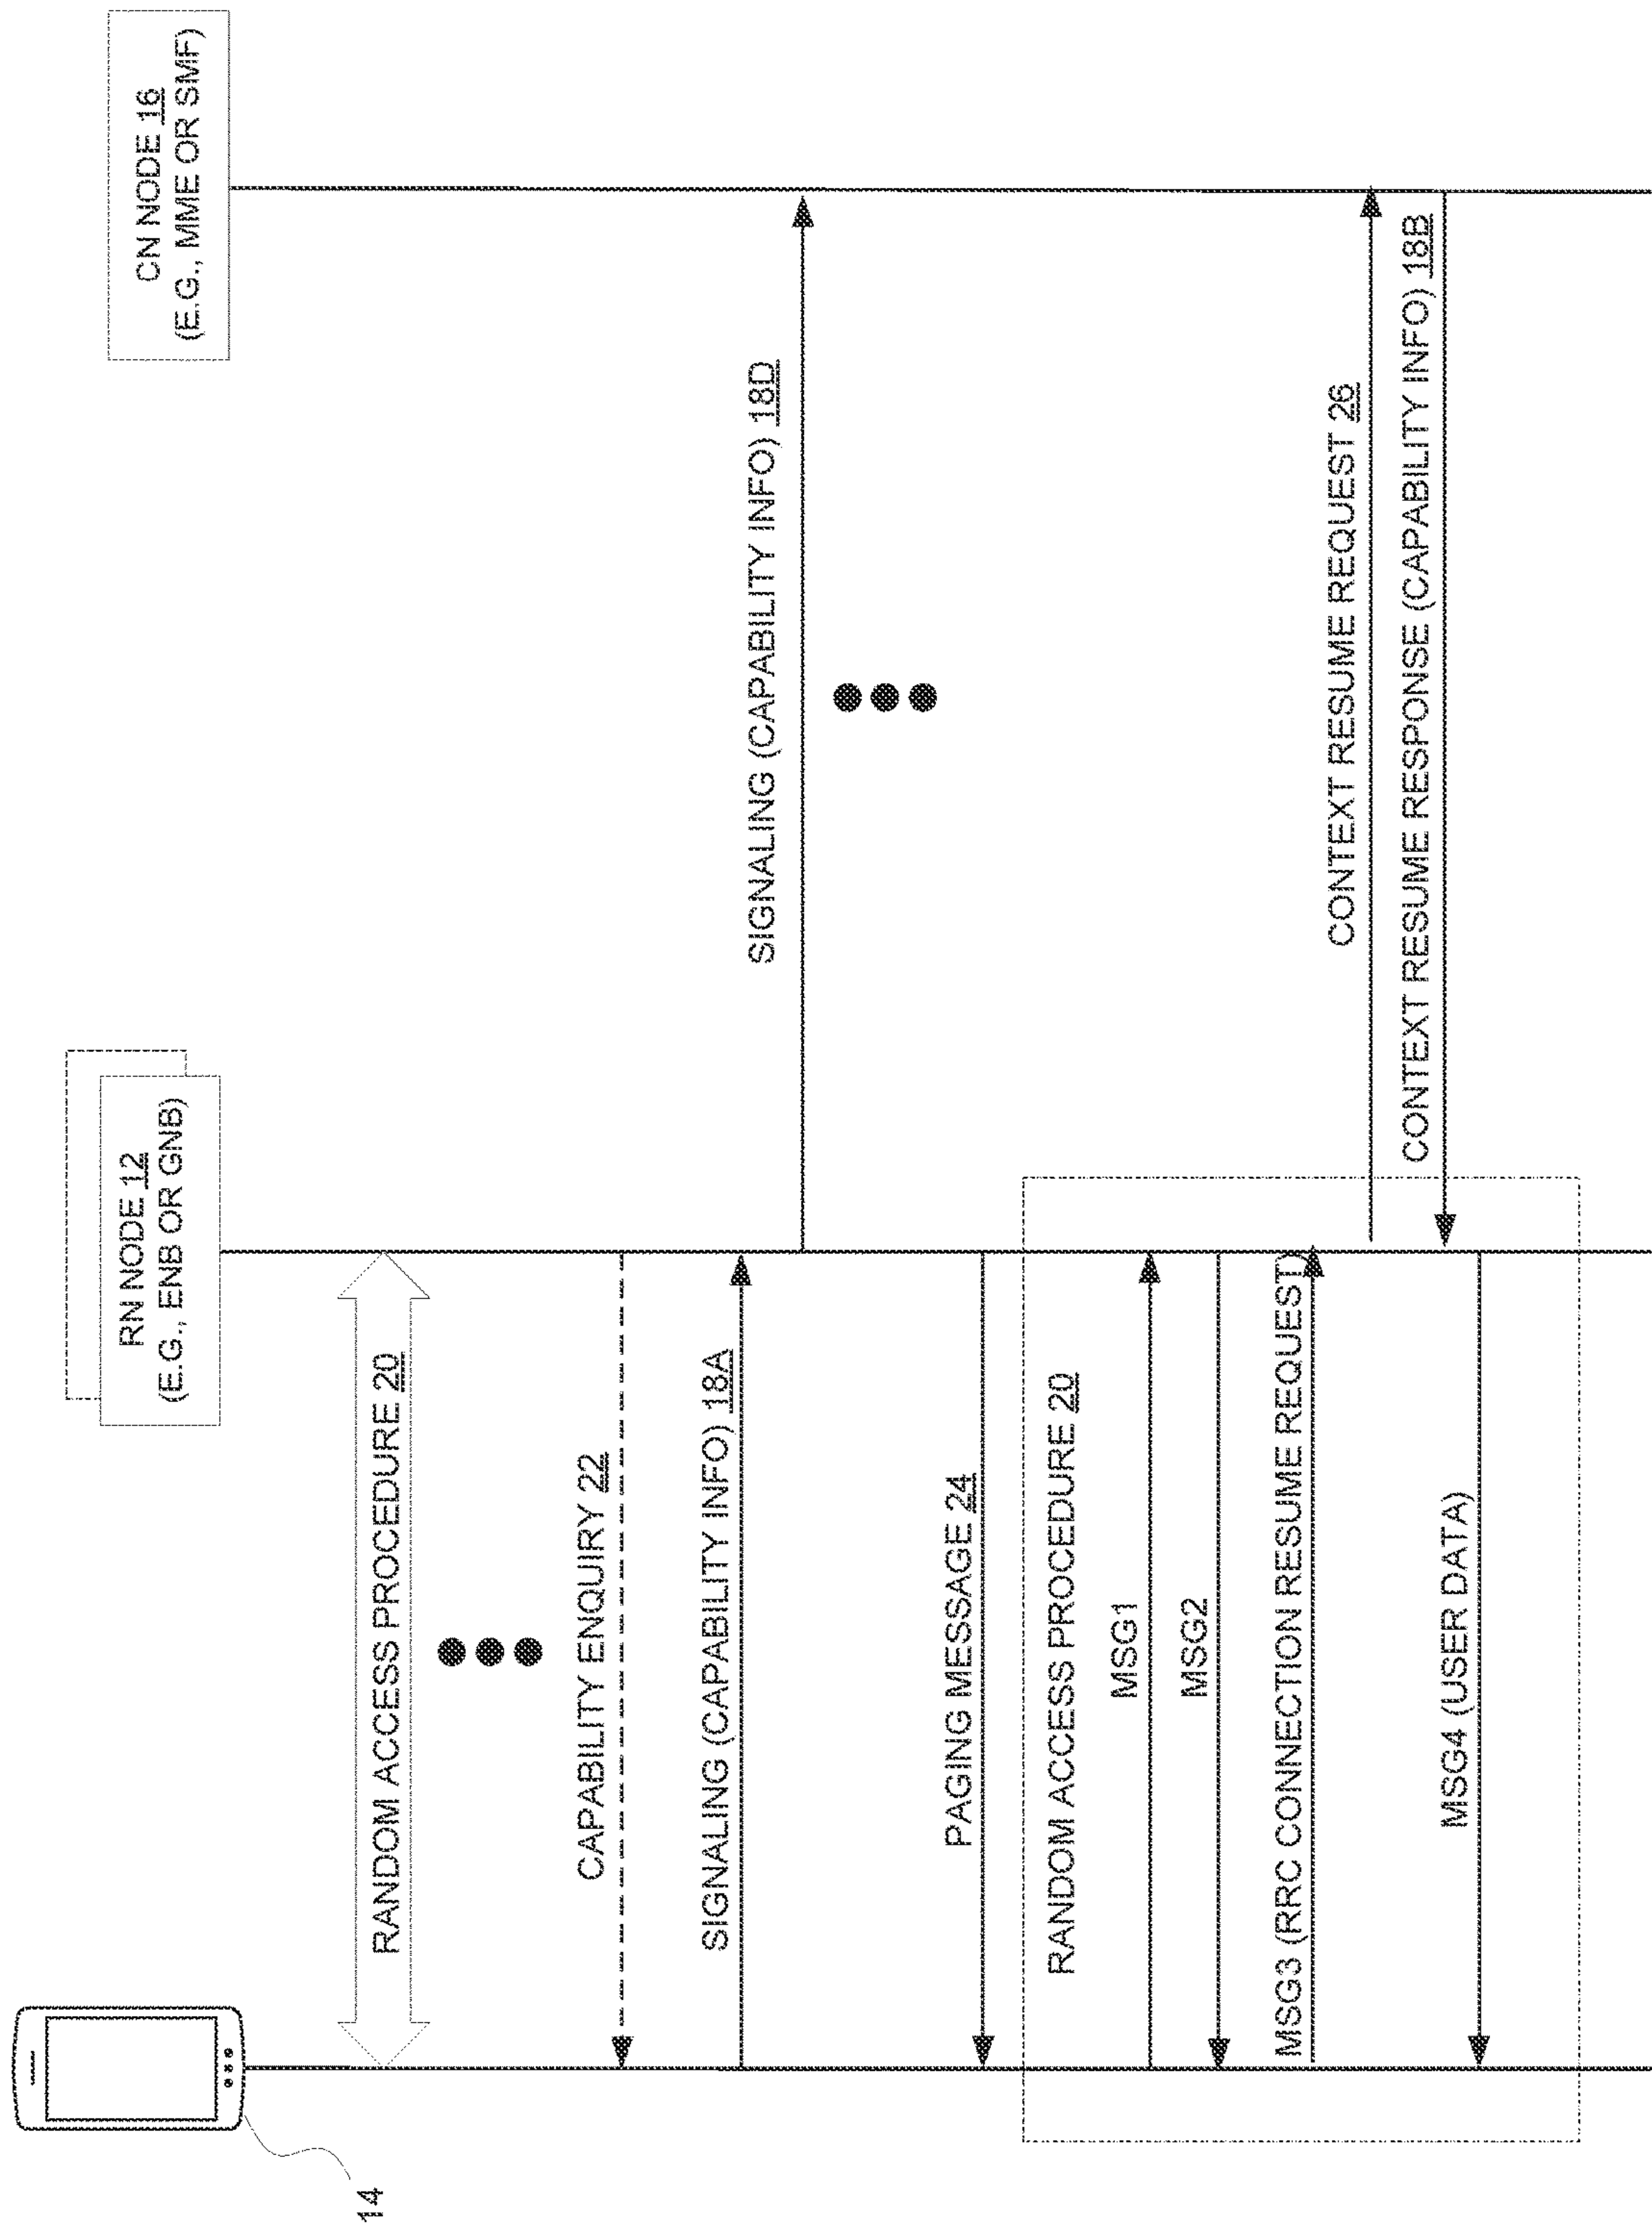 14
RN NODE 12
(E.G., ENB OR GNB)
CN NODE 16
(E.G., MME OR SMF)
RANDOM ACCESS PROCEDURE 20
CAPABILITY ENQUIRY 22
SIGNALING (CAPABILITY INFO) 18A
SIGNALING (CAPABILITY INFO) 18D
PAGING MESSAGE 24
RANDOM ACCESS PROCEDURE 20
MSG1
MSG2
MSG3 (RRC CONNECTION RESUME REQUEST)
CONTEXT RESUME REQUEST 26
CONTEXT RESUME RESPONSE (CAPABILITY INFO) 18B
MSG4 (USER DATA)